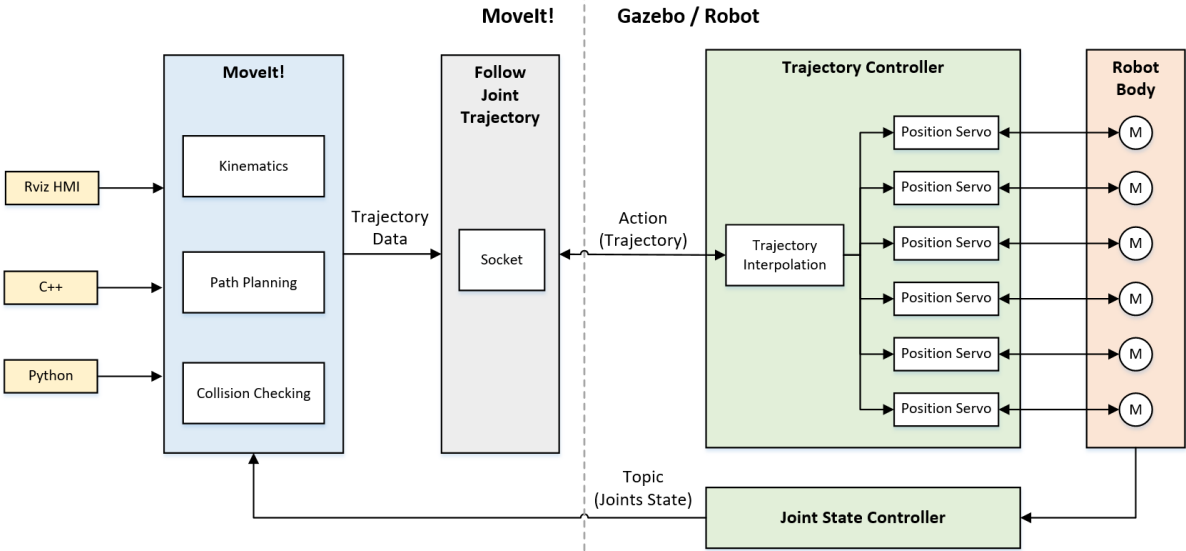 MoveIt!
Gazebo / Robot
MoveIt!
Follow
Joint
Trajectory
Trajectory Controller
Robot
Body
Kinematics
Path Planning
Collision Checking
Rviz HMI
C++
Python
Trajectory
Data
Socket
Action
(Trajectory)
Trajectory
Interpolation
Position Servo
Position Servo
Position Servo
Position Servo
Position Servo
Position Servo
M
M
M
M
M
M
Topic
(Joints State)
Joint State Controller